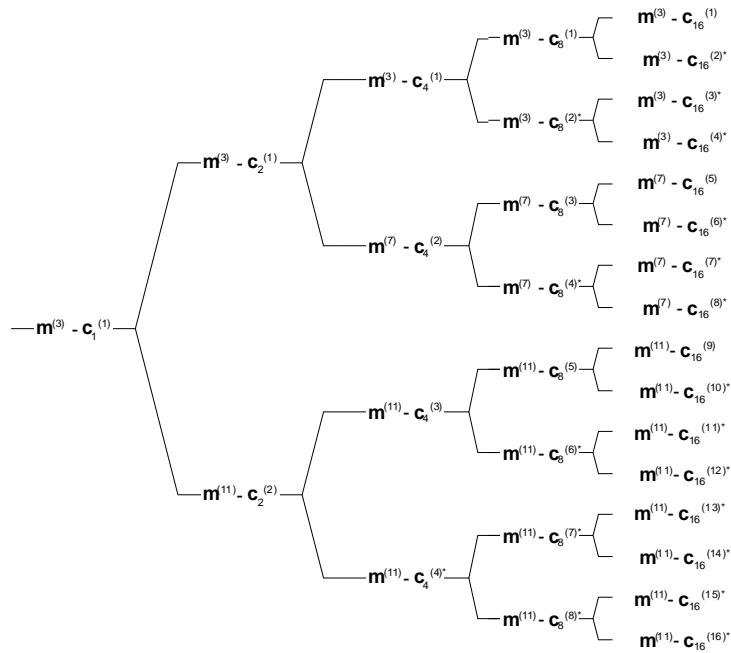 m(3) - c16(1)
m(3) - c8(1)
m(3) - c16(2)*
m(3) - c4(1)
m(3) - c16(3)*
m(3) - c8(2)*
m(3) - c16(4)*
m(3) - c2(1)
m(7) - c16(5)
m(7) - c8(3)
m(7) - c16(6)*
m(7) - c4(2)
m(7) - c16(7)*
m(7) - c8(4)*
m(7) - c16(8)*
m(3) - c1(1)
m(11) - c16(9)
m(11) - c8(5)
m(11) - c16(10)*
m(11) - c4(3)
m(11) - c16(11)*
m(11) - c8(6)*
m(11) - c16(12)*
m(11) - c2(2)
m(11) - c16(13)*
m(11) - c8(7)*
m(11) - c16(14)*
m(11) - c4(4)*
m(11) - c16(15)*
m(11) - c8(8)*
m(11) - c16(16)*